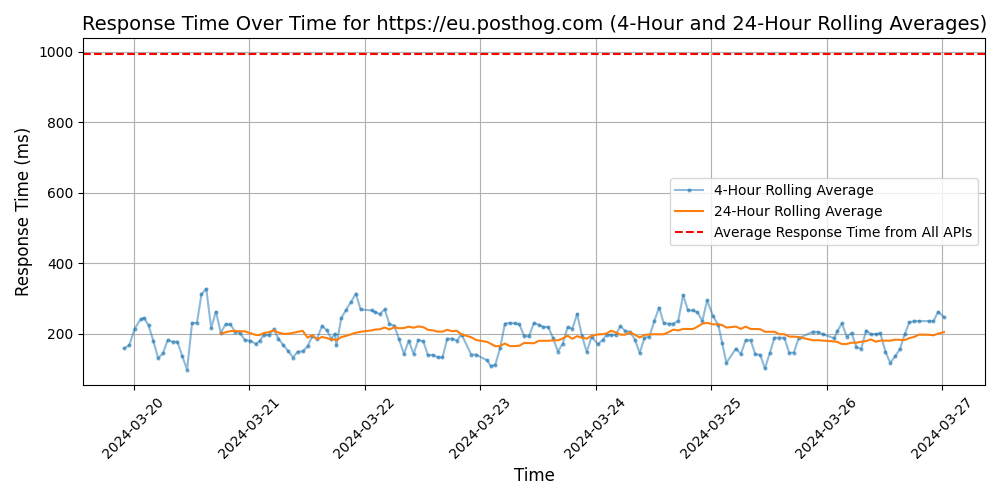 Response Time Over Time for https://eu.posthog.com (4-Hour and 24-Hour Rolling Averages)
Response Time (ms)
1000
800
600
400
200
4-Hour Rolling Average
24-Hour Rolling Average
Average Response Time from All APIs
2024-03-20
2024-03-21
2024-03-22
2024-03-23
2024-03-24
2024-03-25
2024-03-26
2024-03-27
Time